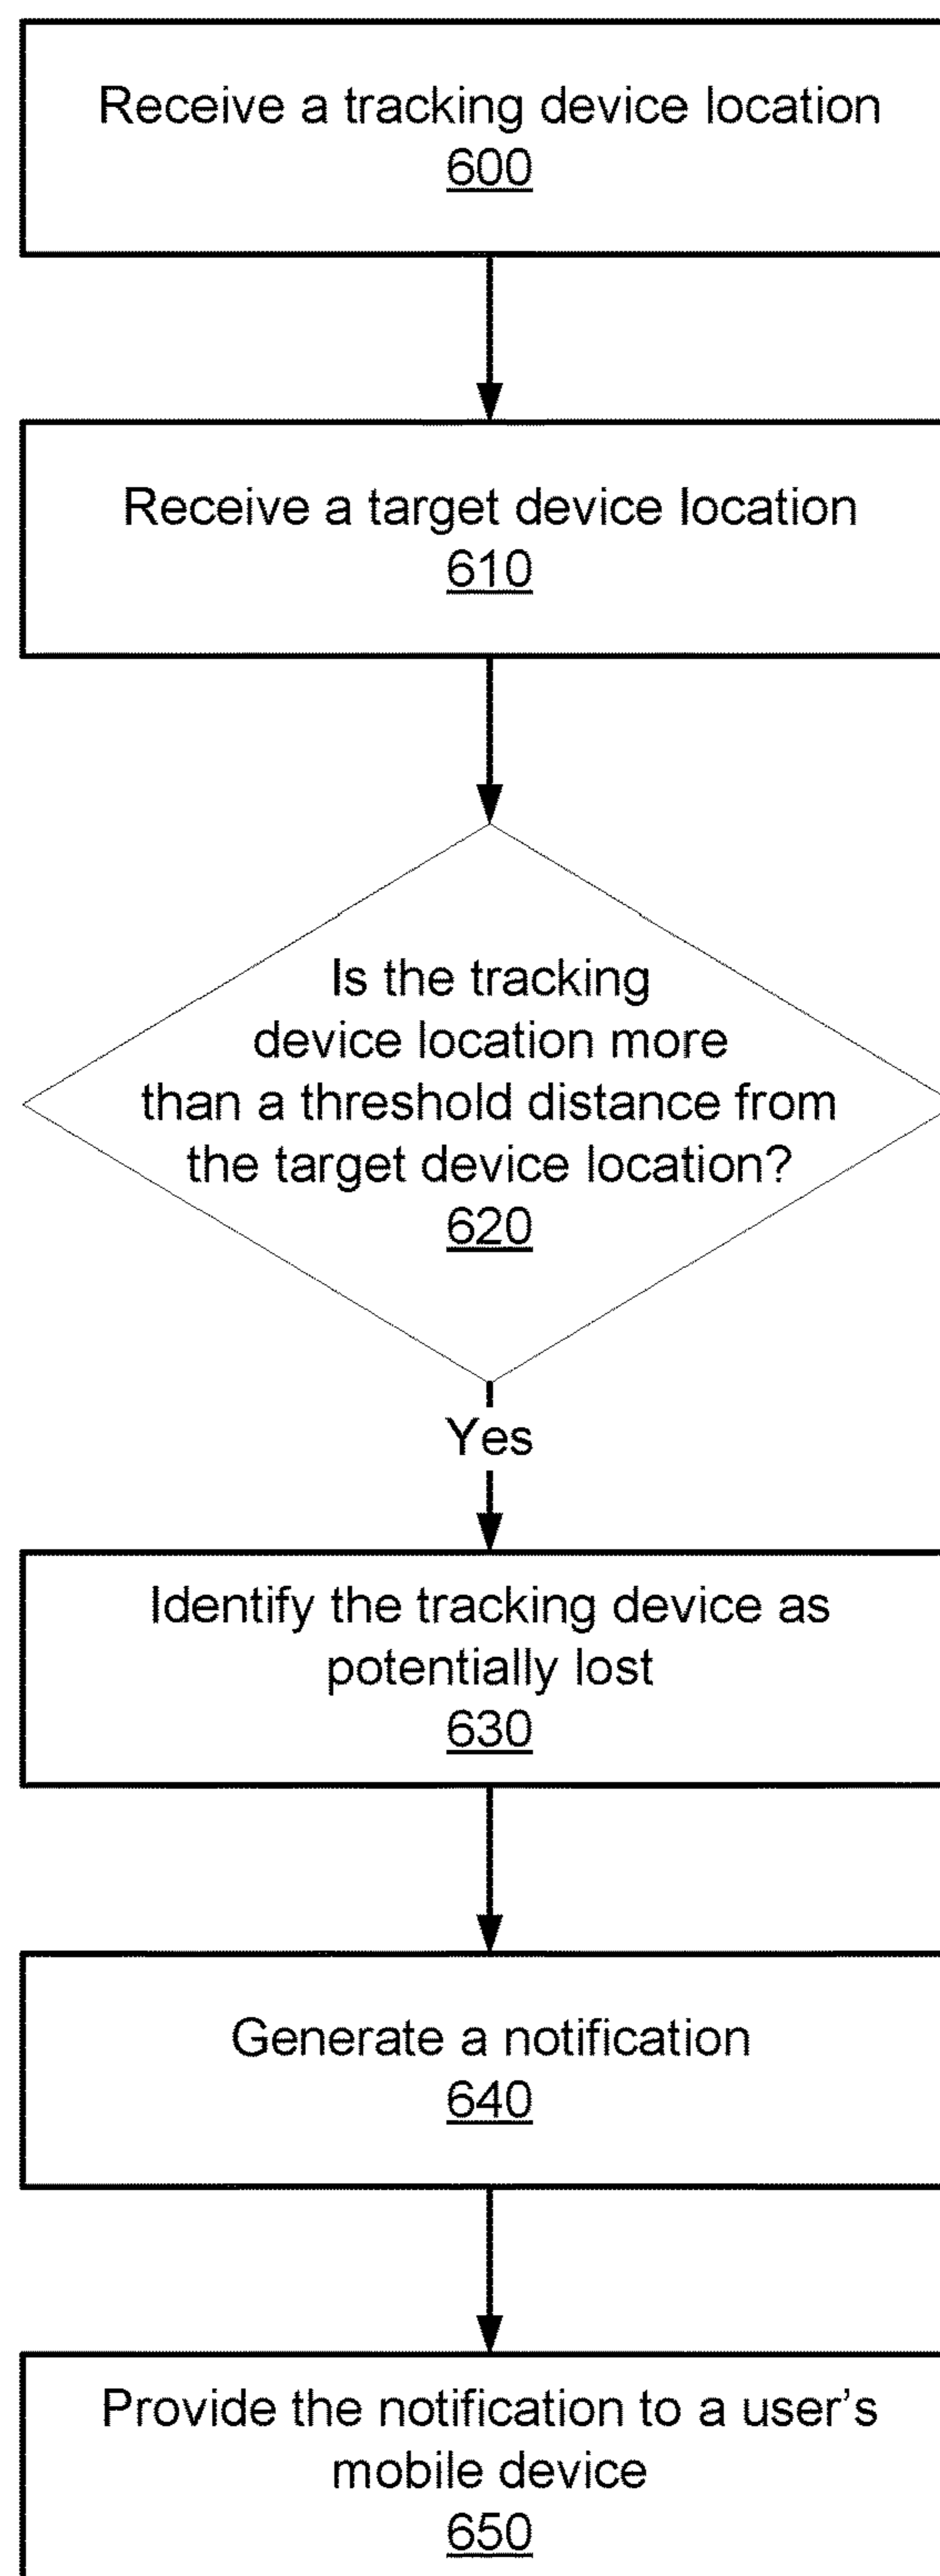 Receive a tracking device location
600
Receive a target device location
610
Is the tracking
device location more
than a threshold distance from
the target device location?
620
Yes
Identify the tracking device as
potentially lost
630
Generate a notification
640
Provide the notification to a user's
mobile device
650